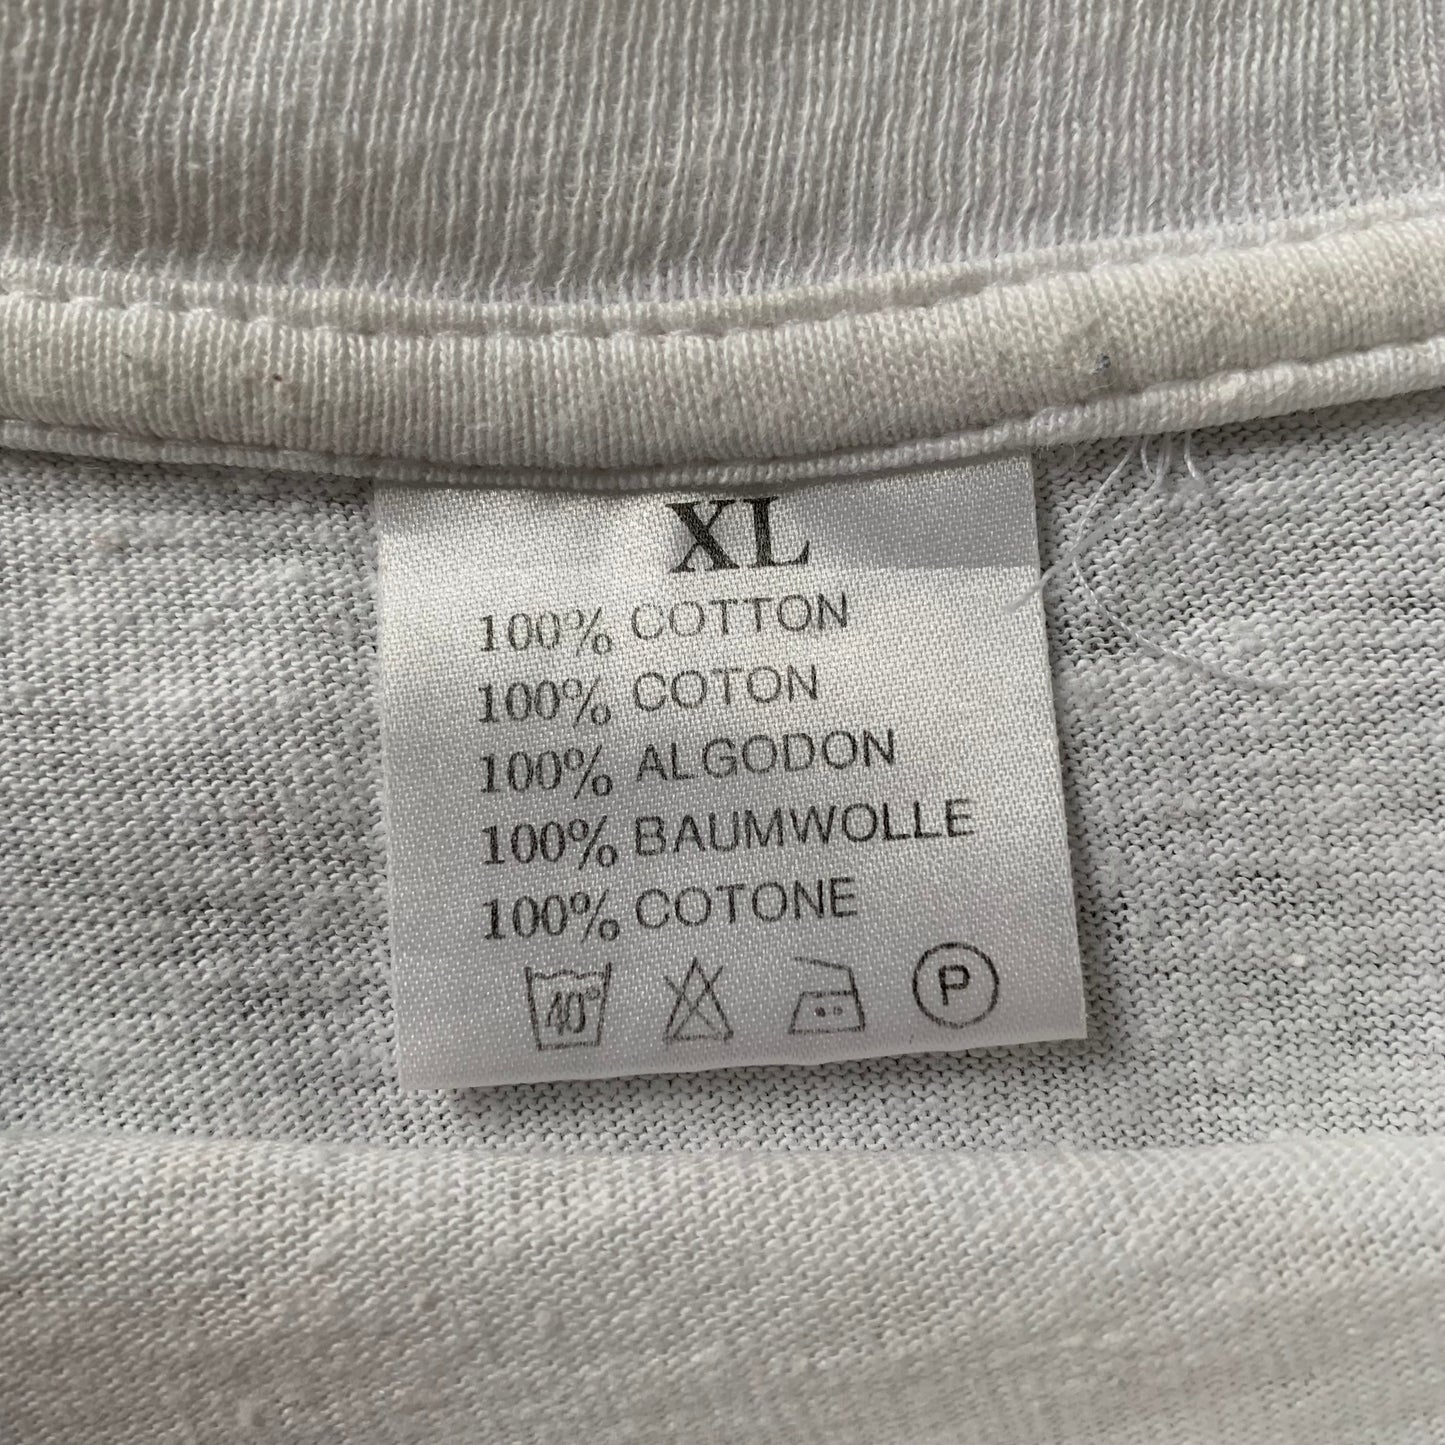 XL
100% COTTON
100% COTON
100% ALGODON
100% BAUMWOLLE
100% COTONE
40° P